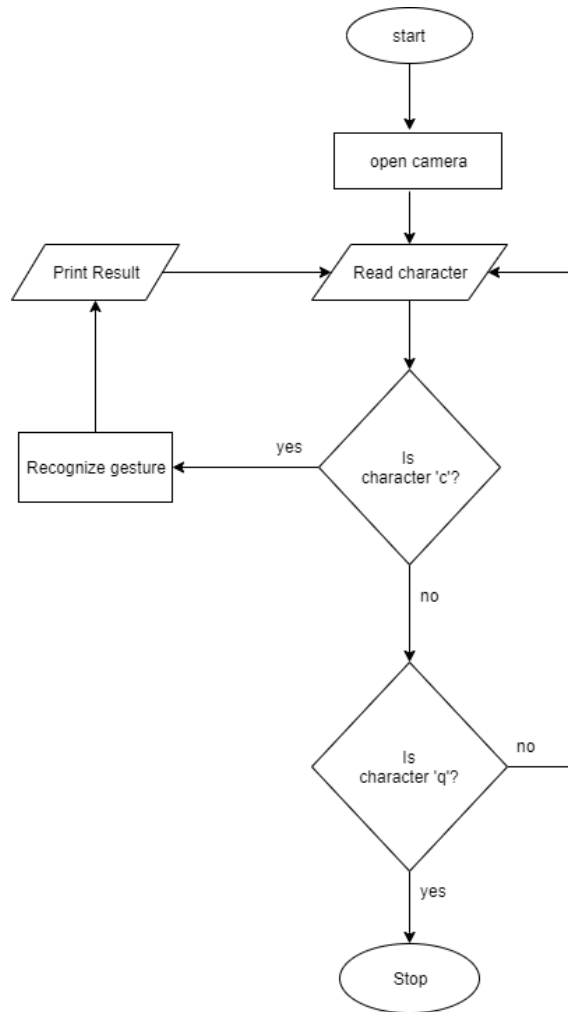 start
open camera
Print Result
Read character
yes
Recognize gesture
Is
character 'c'?
no
Is
character 'q'?
no
yes
Stop